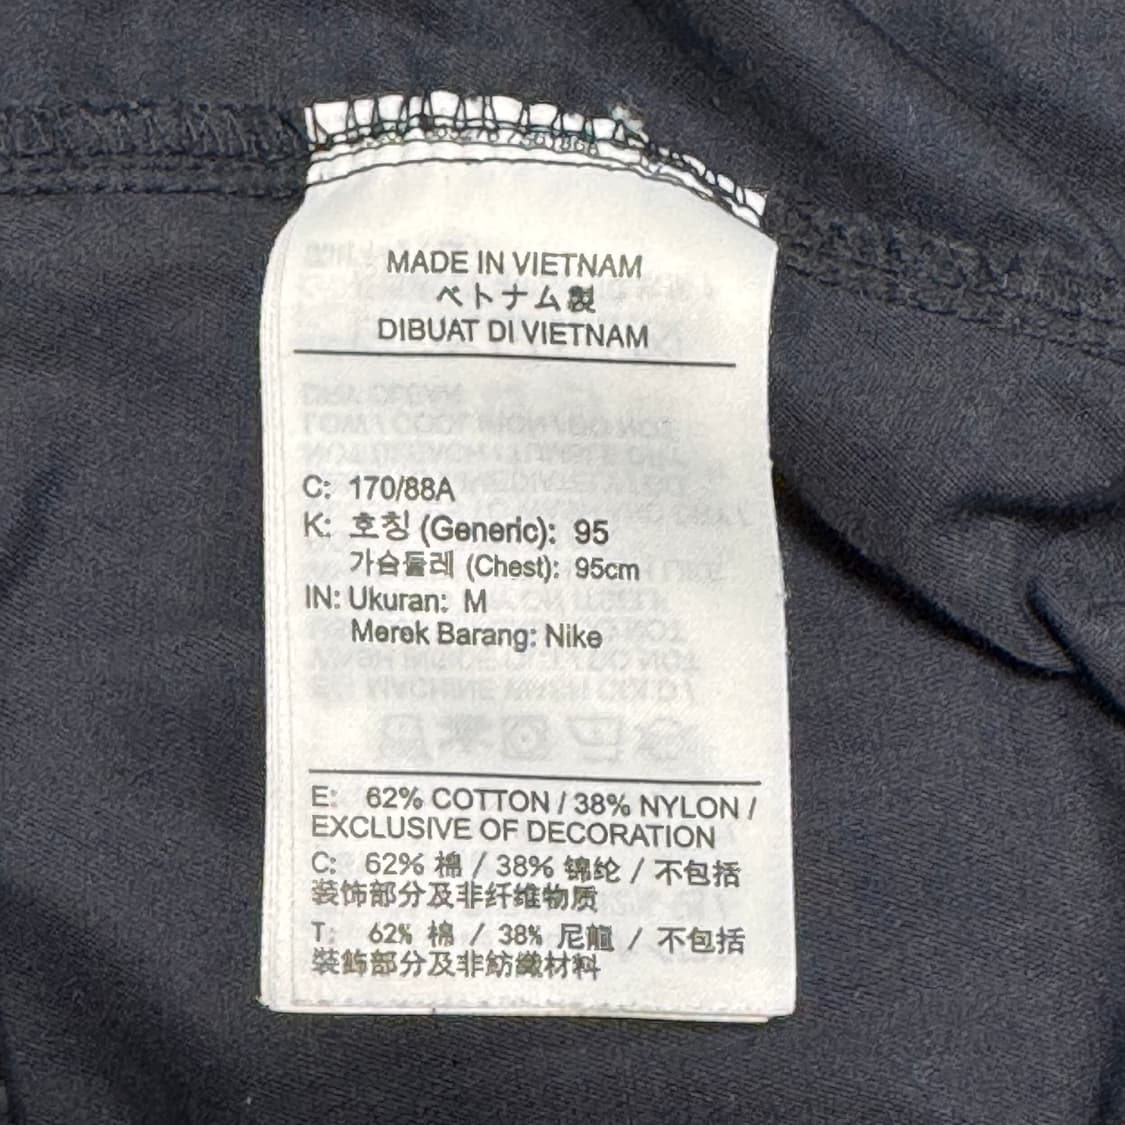 MADE IN VIETNAM
ベトナム製
DIBUAT DI VIETNAM
C: 170/88A
K: 호칭 (Generic): 95
가슴둘레 (Chest): 95cm
IN: Ukuran: M
Merek Barang: Nike
E: 62% COTTON / 38% NYLON /
EXCLUSIVE OF DECORATION
C: 62% 棉 / 38% 锦纶 / 不包括
装饰部分及非纤维物质
T: 62% 棉 / 38% 尼龍 / 不包括
裝飾部分及非紡織材料